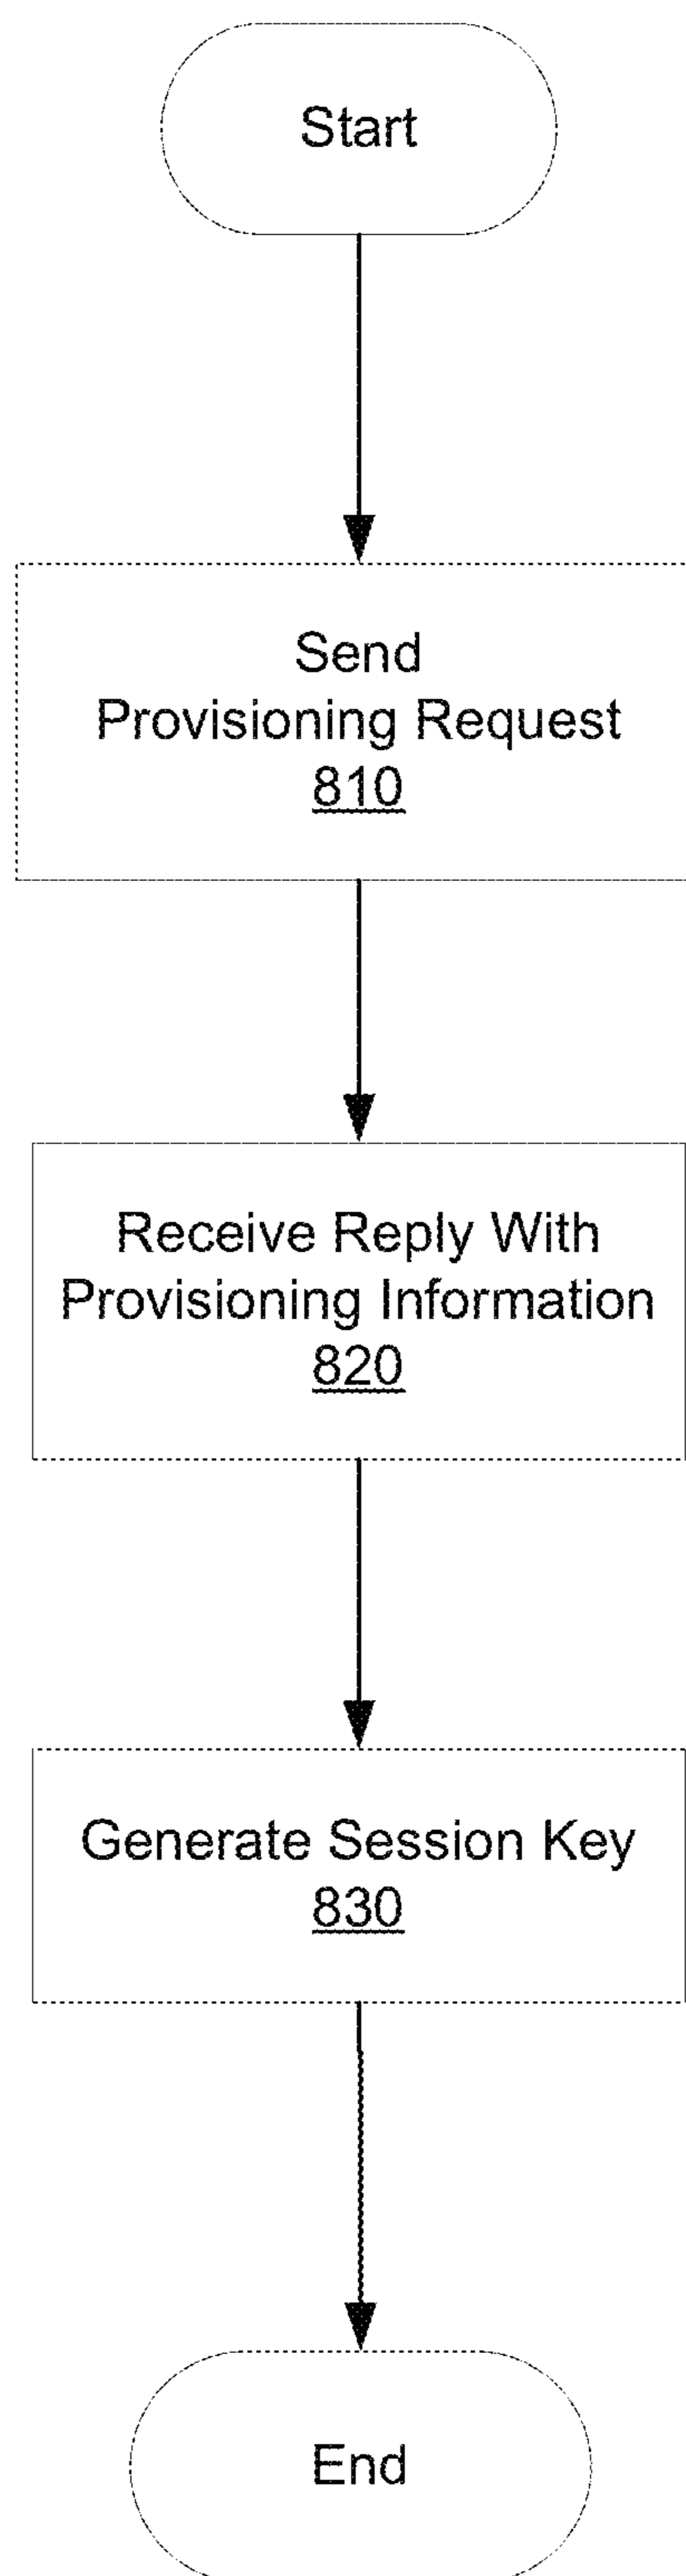 Start
Send
Provisioning Request
810
Receive Reply With
Provisioning Information
820
Generate Session Key
830
End